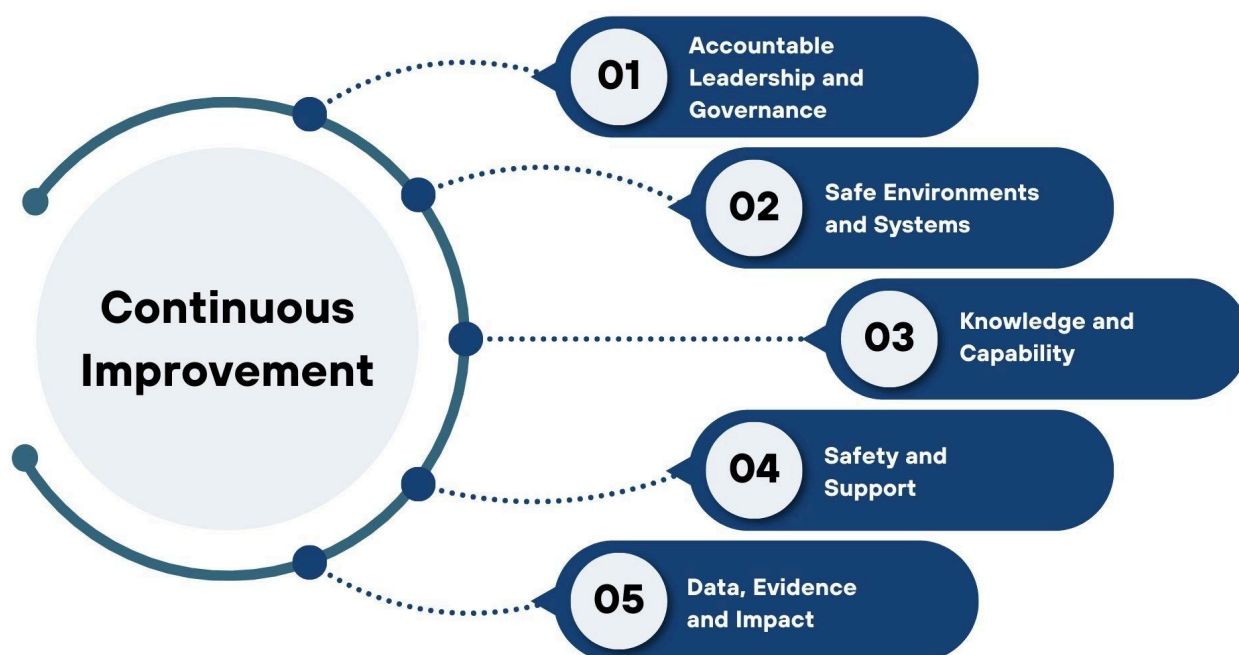 Continuous
Improvement
01
Accountable
Leadership and
Governance
02
Safe Environments
and Systems
03
Knowledge and
Capability
04
Safety and
Support
05
Data, Evidence
and Impact